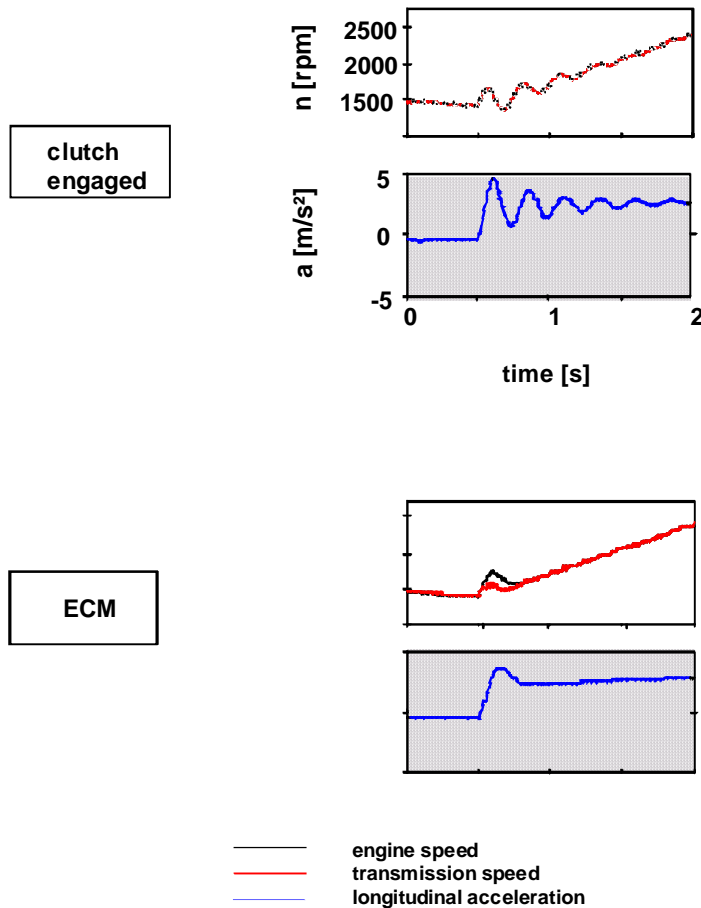 2500
2000
1500
n [rpm]
clutch
engaged
5
0
-5
a [m/s²]
0 1 2
time [s]
ECM
engine speed
transmission speed
longitudinal acceleration